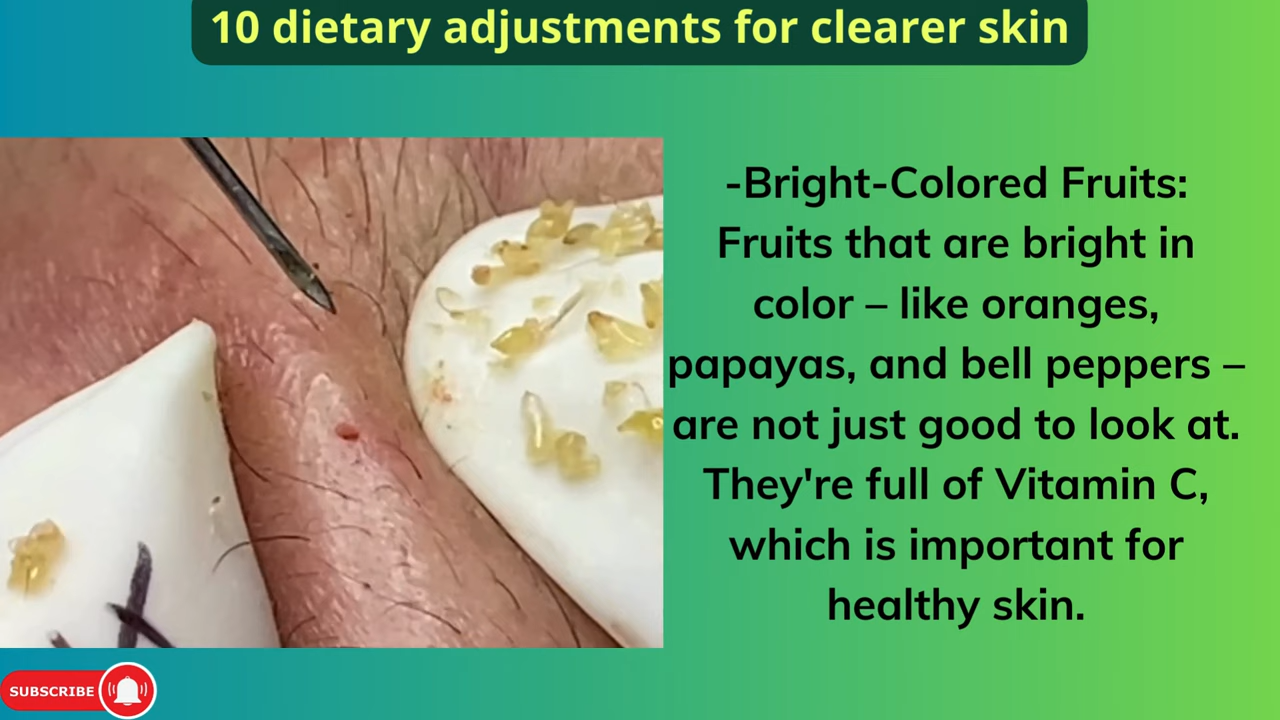 10 dietary adjustments for clearer skin
-Bright-Colored Fruits:
Fruits that are bright in
color – like oranges,
papayas, and bell peppers –
are not just good to look at.
They're full of Vitamin C,
which is important for
healthy skin.
SUBSCRIBE